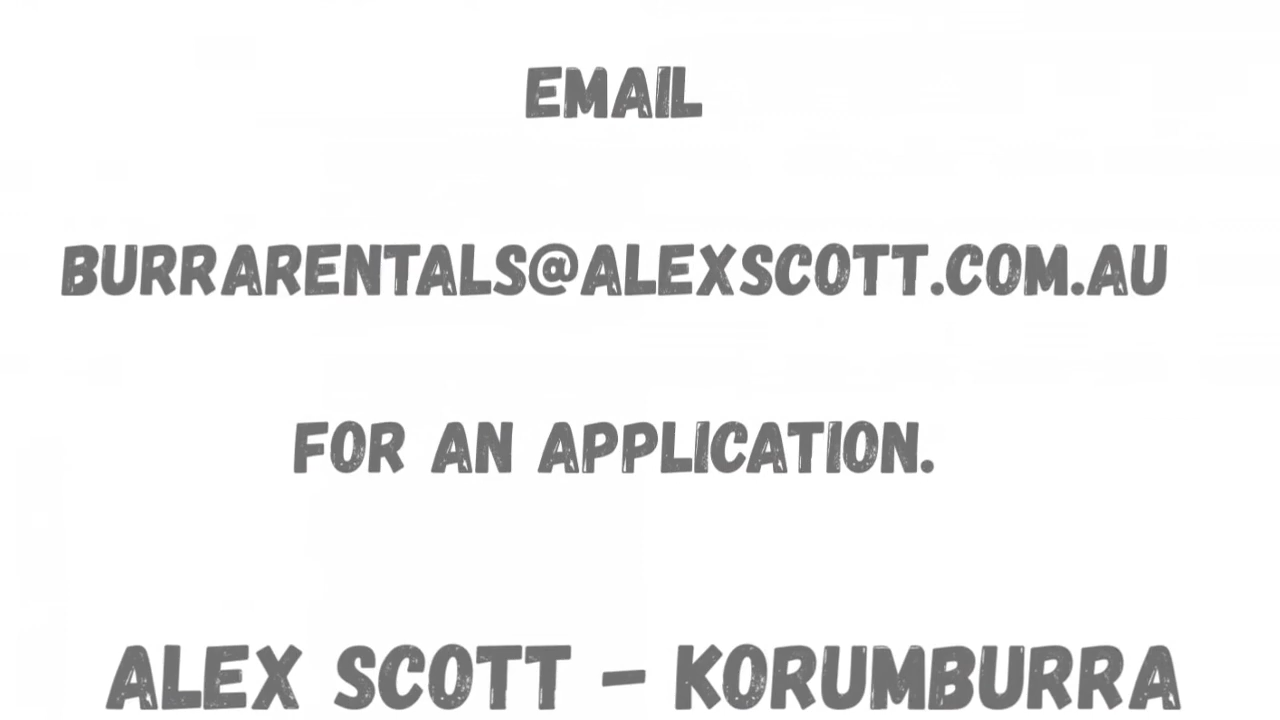 EMAIL
BURRARENTALS@ALEXSCOTT.COM.AU
FOR AN APPLICATION.
ALEX SCOTT - KORUMBURRA